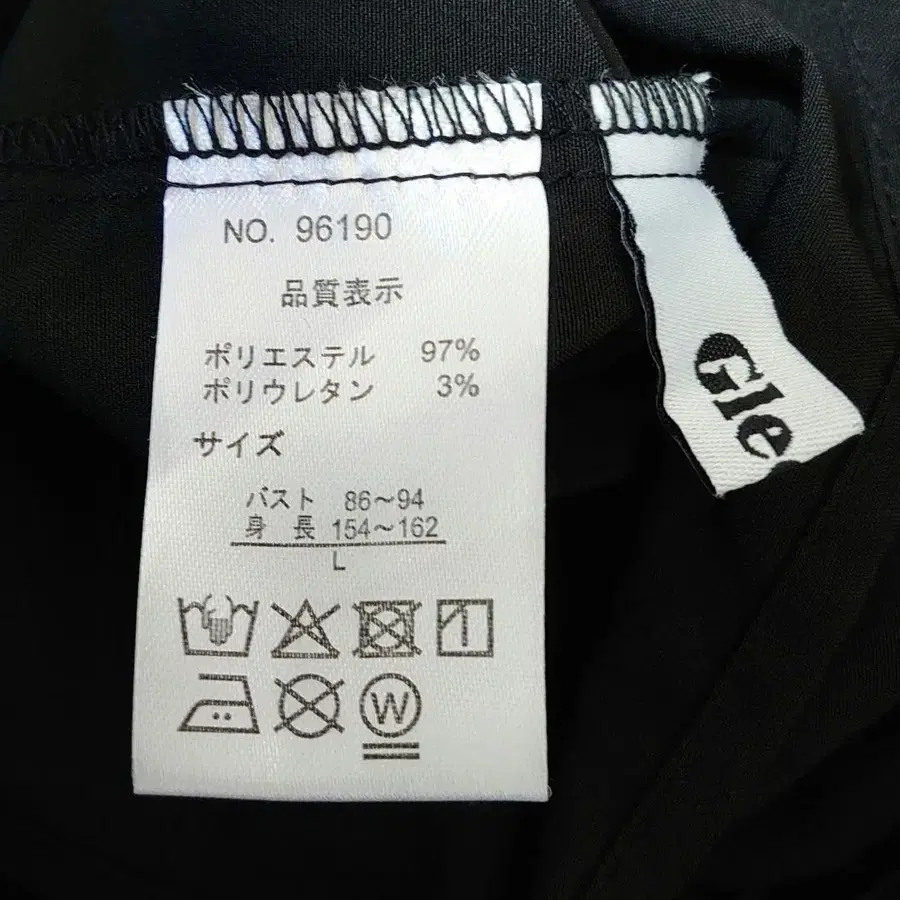 NO. 96190
品質表示
ポリエステル 97%
ポリウレタン 3%
サイズ
バスト 86～94
身 長 154～162
L
W
Gle